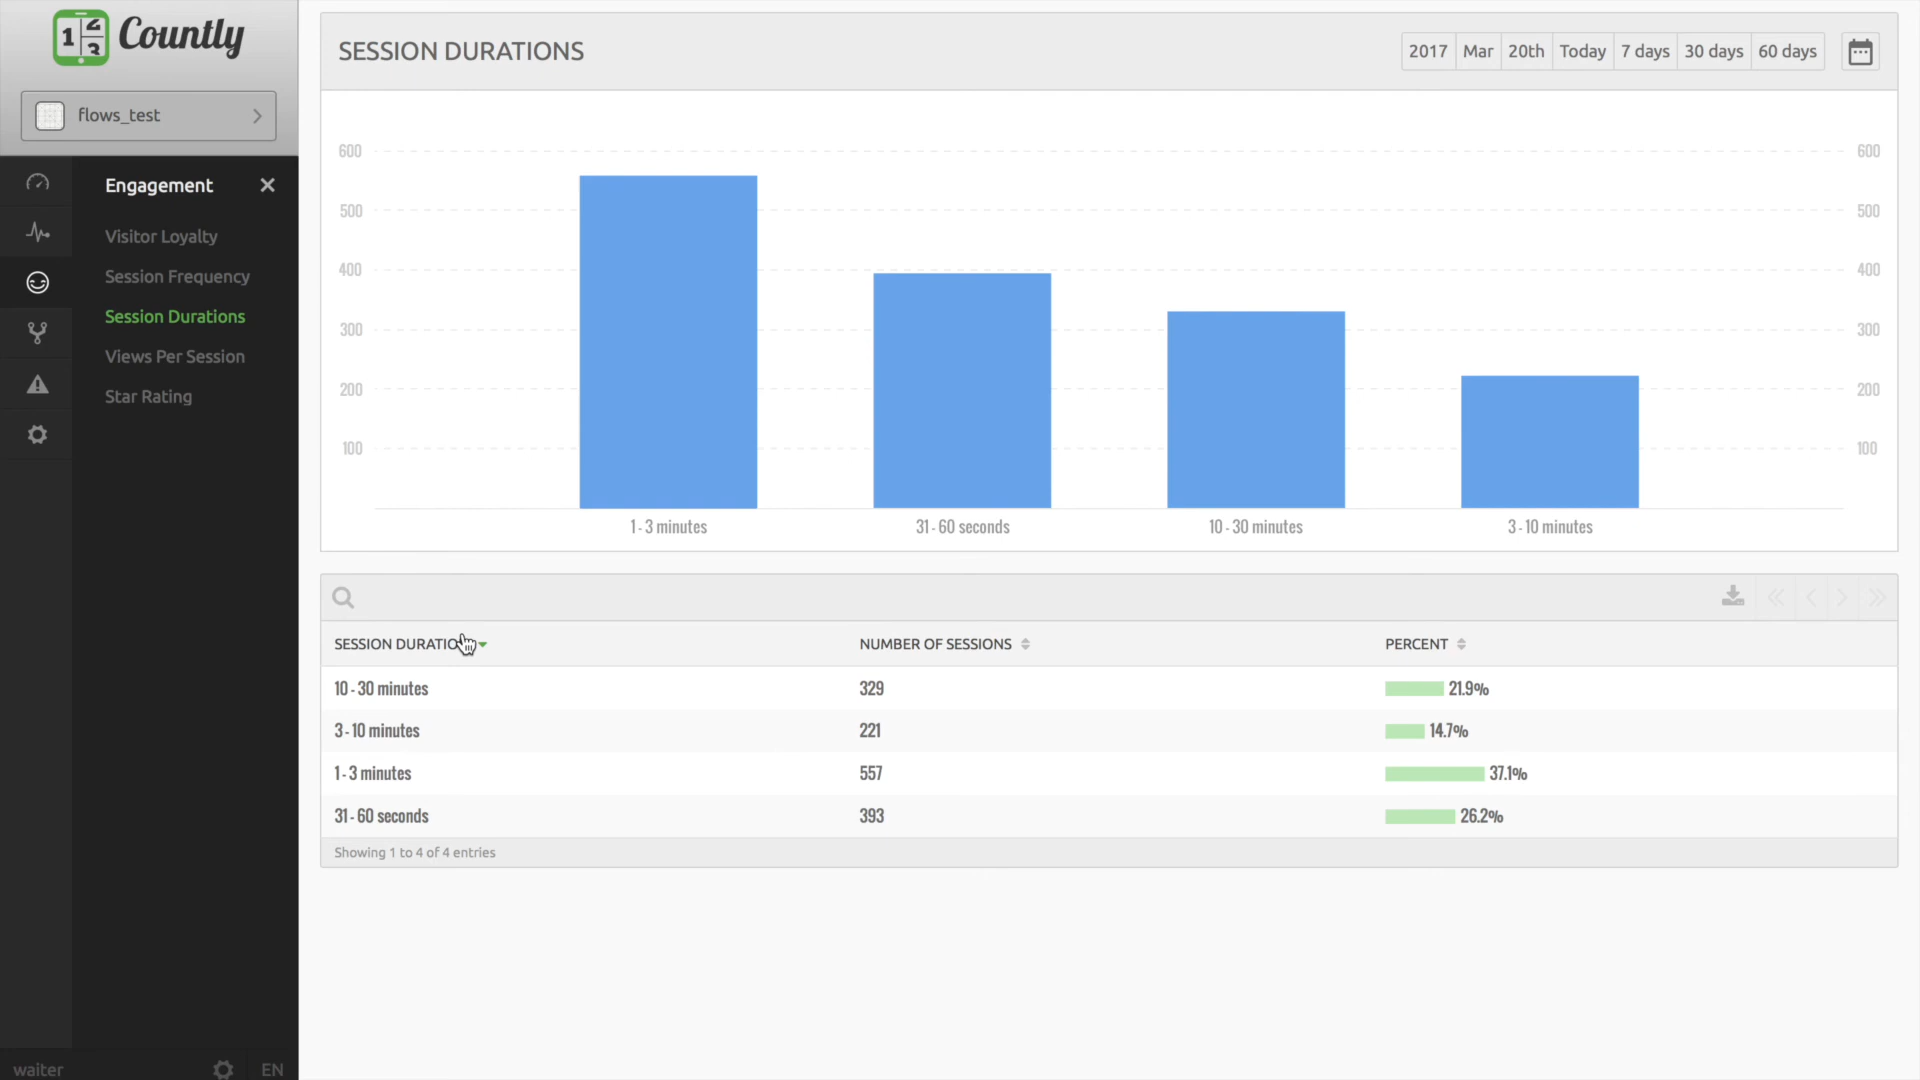 Countly
flows_test
Engagement
Visitor Loyalty
Session Frequency
Session Durations
Views Per Session
Star Rating
waiter
EN
SESSION DURATIONS
2017 Mar 20th Today 7 days 30 days 60 days
600 600
500 500
400 400
300 300
200 200
100 100
1 - 3 minutes 31 - 60 seconds 10 - 30 minutes 3 - 10 minutes
SESSION DURATIO NUMBER OF SESSIONS PERCENT
10 - 30 minutes 329 21.9%
3 - 10 minutes 221 14.7%
1 - 3 minutes 557 37.1%
31 - 60 seconds 393 26.2%
Showing 1 to 4 of 4 entries